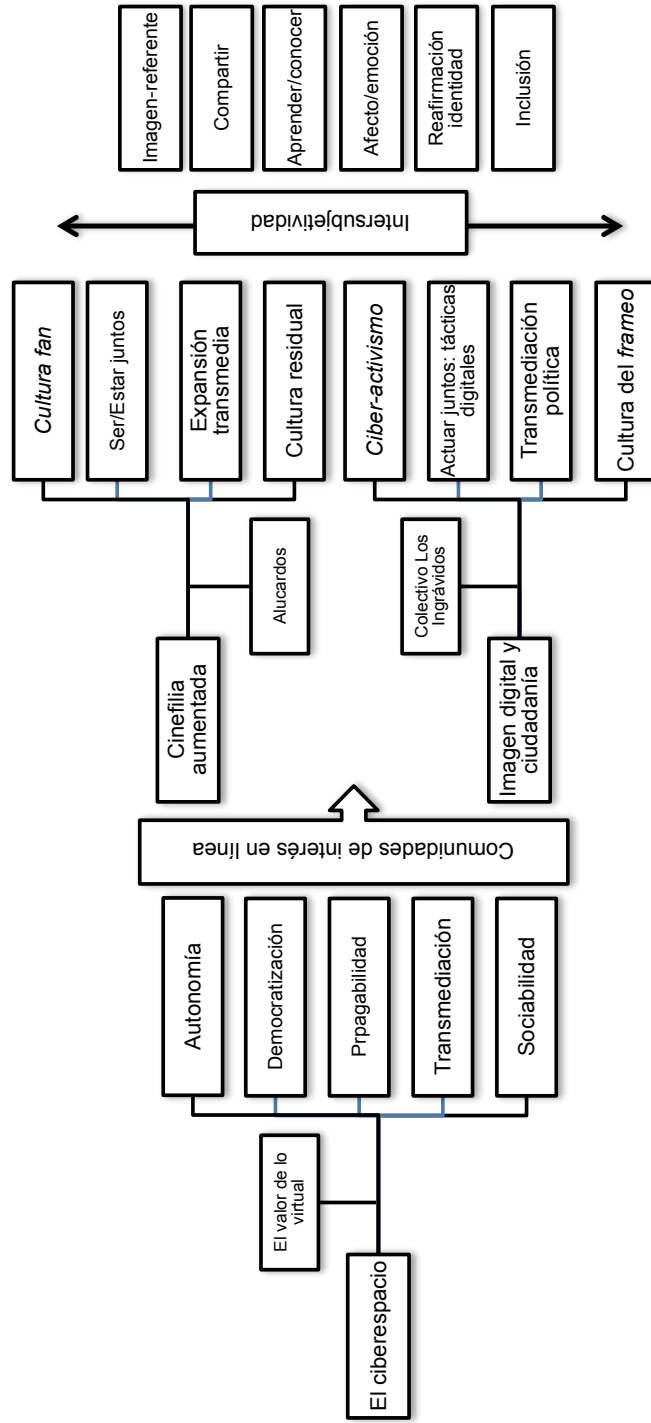 El ciberespacio
El valor de lo
virtual
Autonomía
Democratización
Prpagabilidad
Transmediación
Sociabilidad
Comunidades de interés en línea
Cinefilia
aumentada
Alucardos
Cultura fan
Ser/Estar juntos
Expansión
transmedia
Cultura residual
Imagen digital y
ciudadanía
Colectivo Los
Ingrávidos
Ciber-activismo
Actuar juntos: tácticas
digitales
Transmediación
política
Cultura del frameo
Intersubjetividad
Imagen-referente
Compartir
Aprender/conocer
Afecto/emoción
Reafirmación
identidad
Inclusión